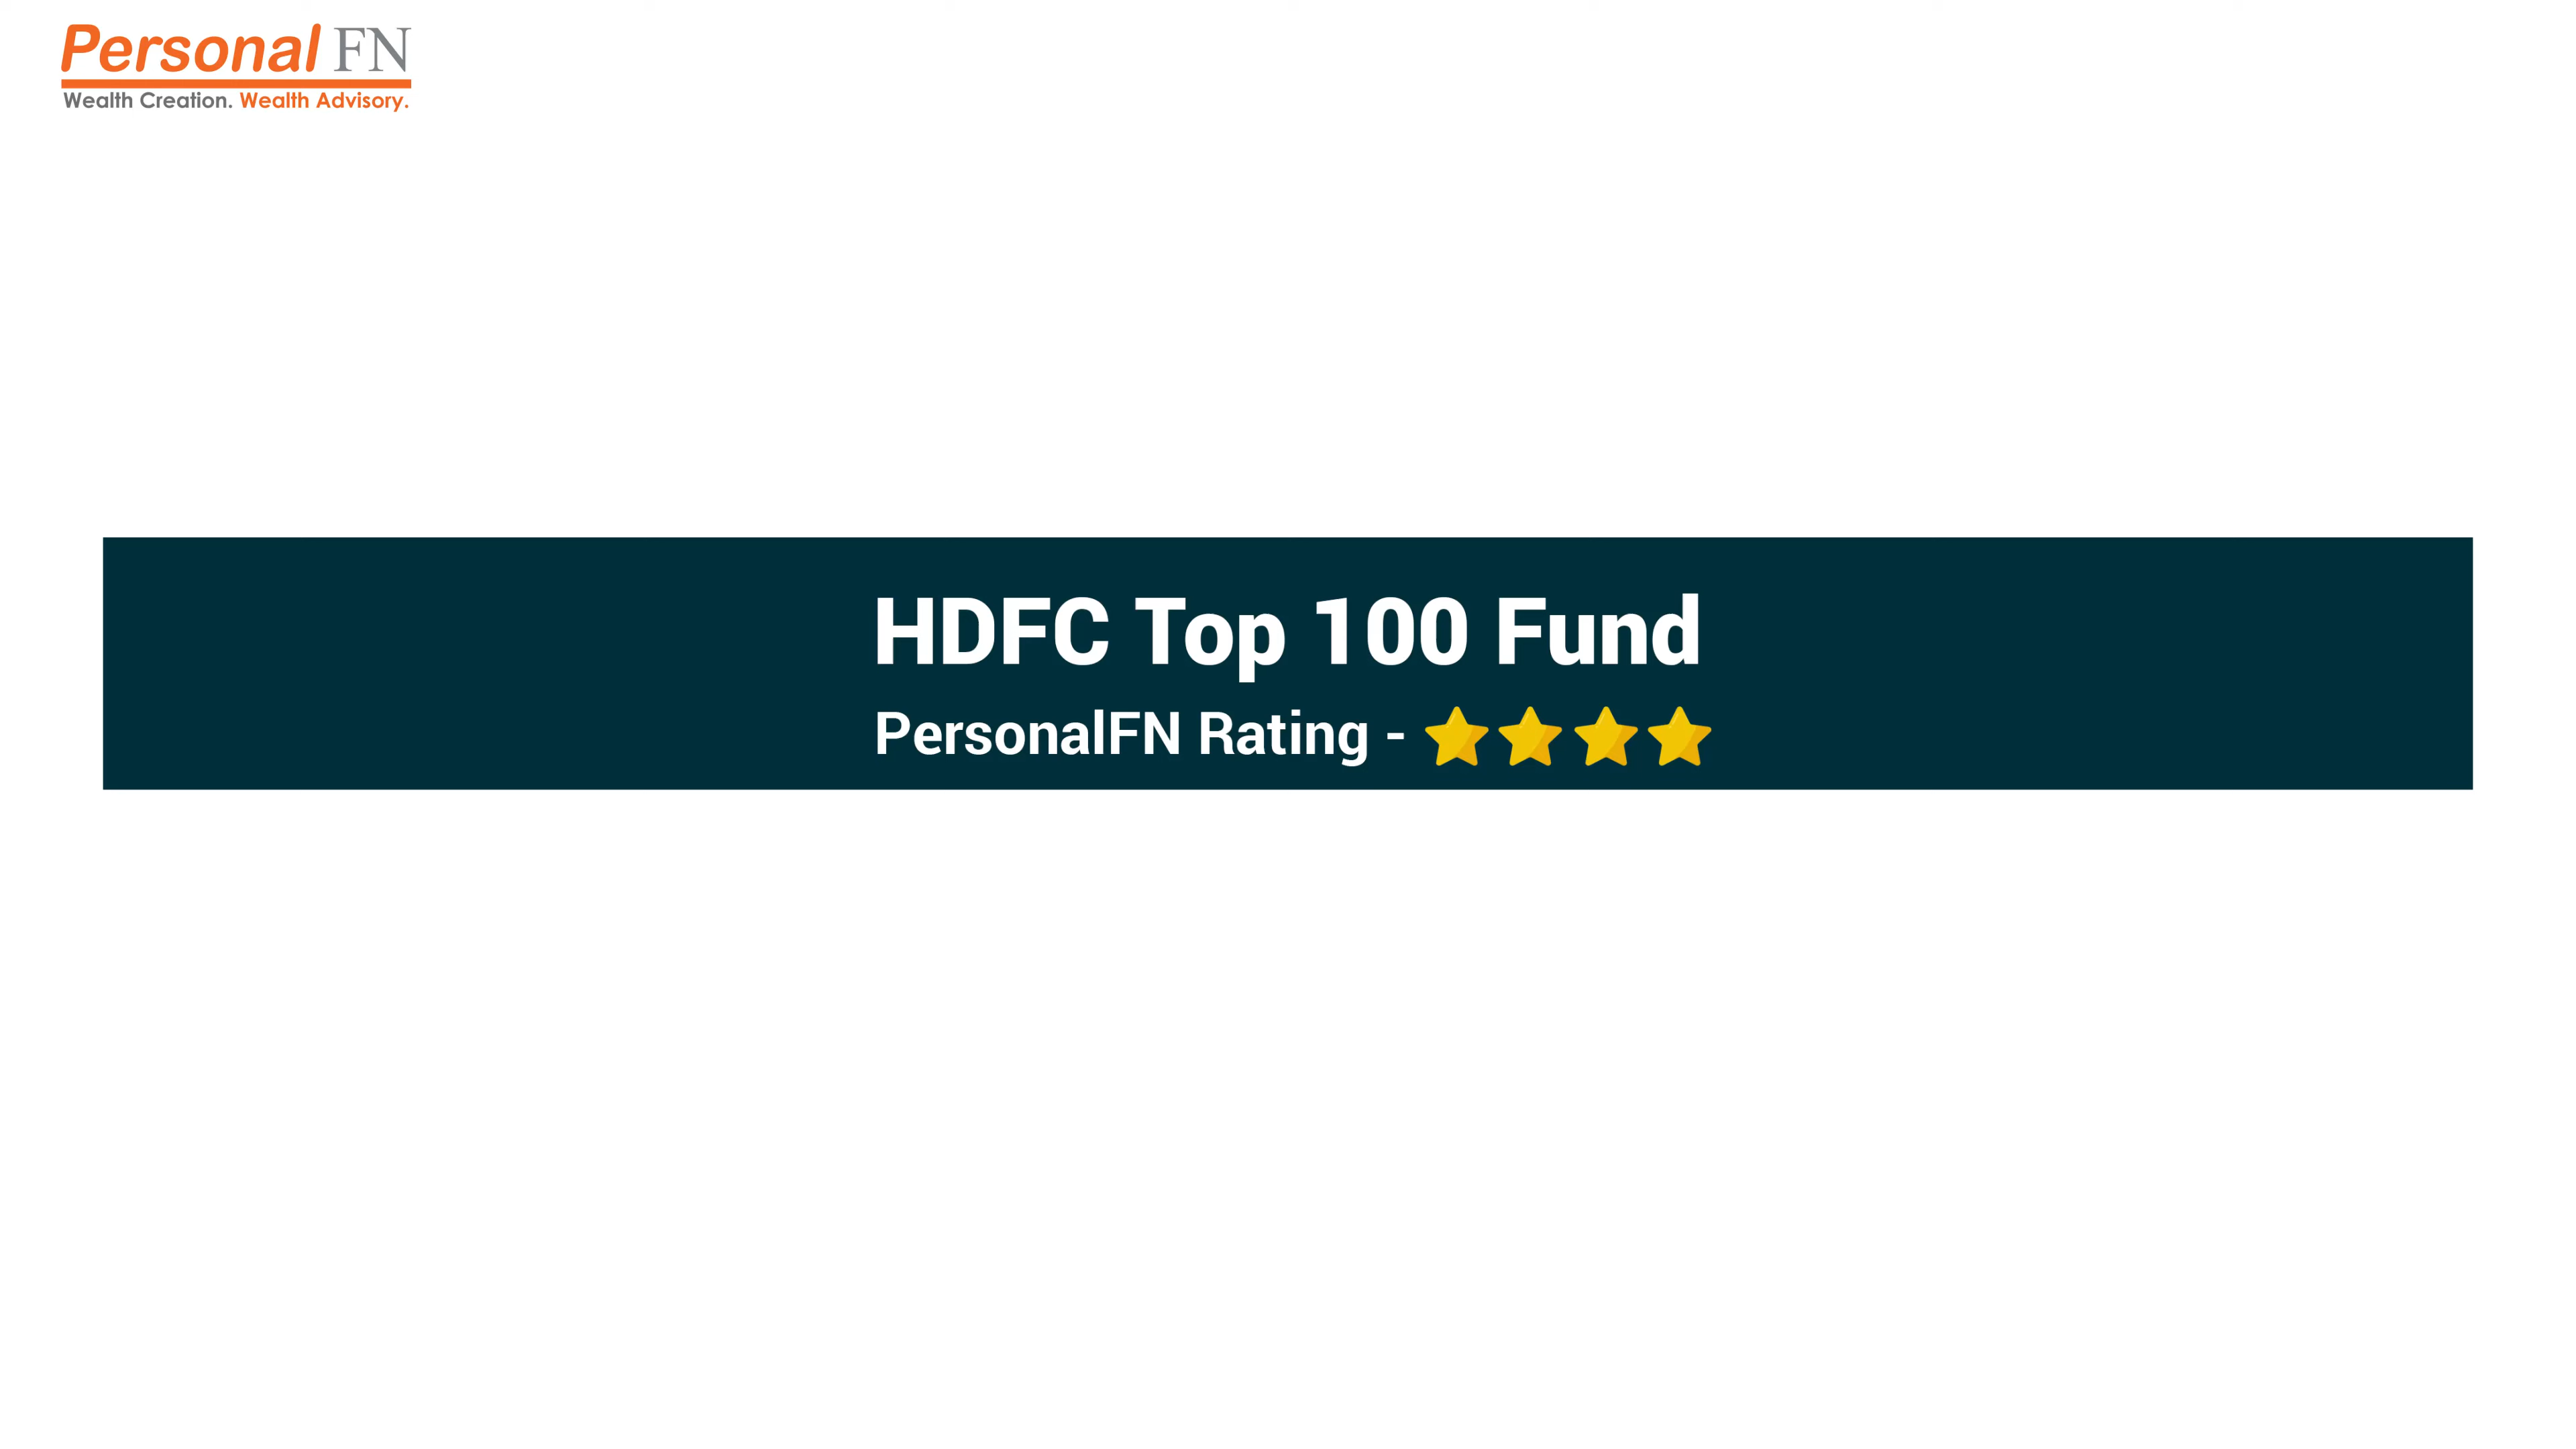 Personal FN
Wealth Creation. Wealth Advisory.
HDFC Top 100 Fund
PersonalFN Rating -